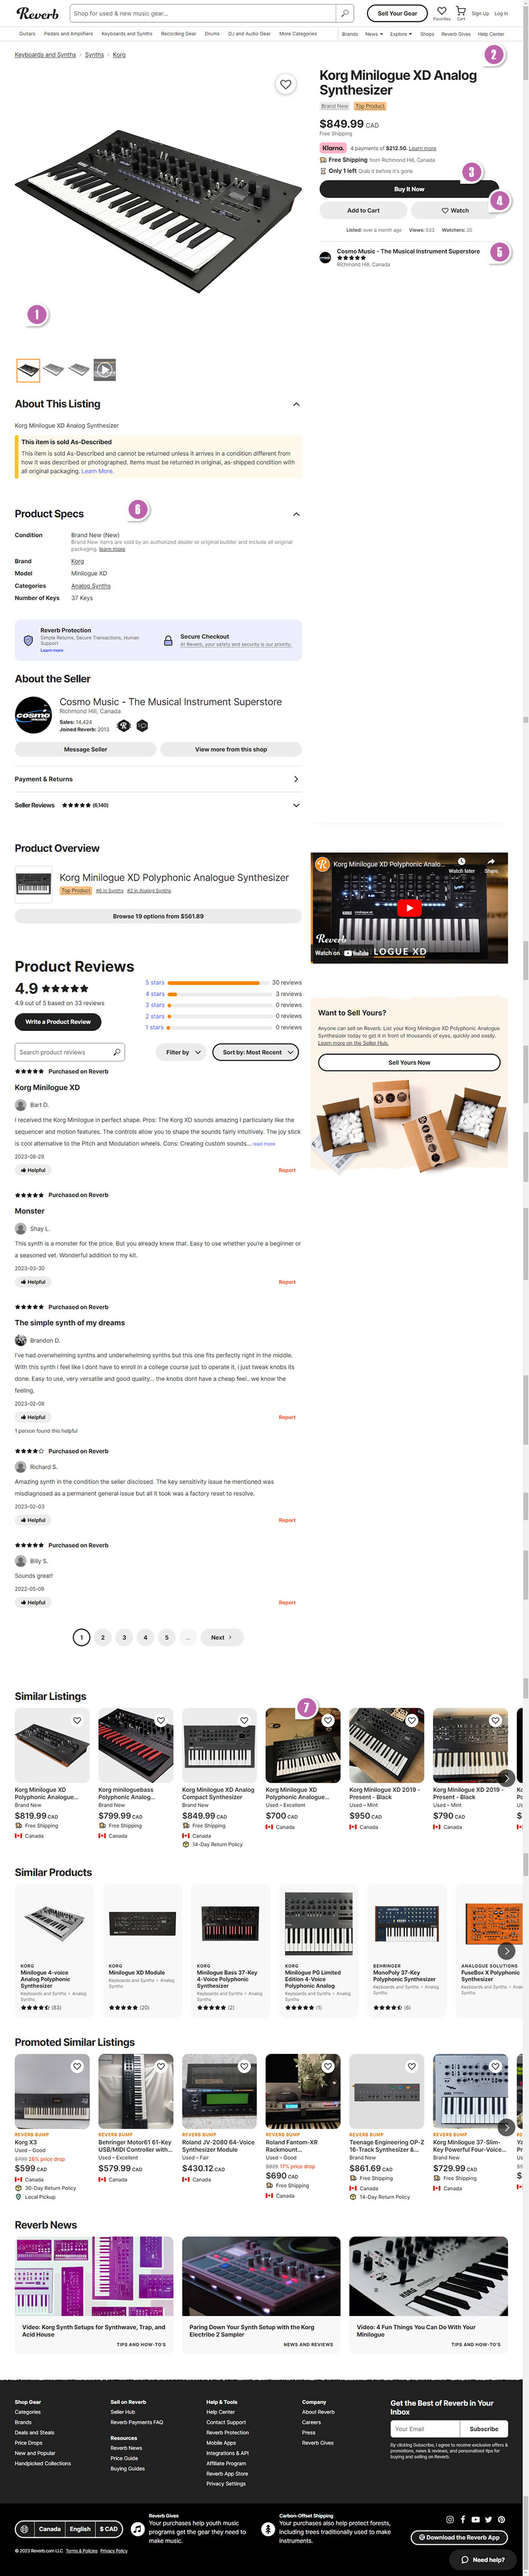 Reverb
Shop for used & new music gear...
Sell Your Gear
Favorites
Cart
Sign Up
Log In
Guitars
Pedals and Amplifiers
Keyboards and Synths
Recording Gear
Drums
DJ and Audio Gear
More Categories
Brands
News
Explore
Shops
Reverb Gives
Help Center
Keyboards and Synths > Synths > Korg
2
Korg Minilogue XD Analog
Synthesizer
Brand New
Top Product
$849.99 CAD
Free Shipping
Klarna. 4 payments of $212.50. Learn more
Free Shipping from Richmond Hill, Canada
Only 1 left Grab it before it's gone
3
Buy It Now
4
Add to Cart
Watch
Listed: over a month ago Views: 533 Watchers: 20
5
Cosmo Music - The Musical Instrument Superstore
Richmond Hill, Canada
1
About This Listing
Korg Minilogue XD Analog Synthesizer
This item is sold As-Described
This item is sold As-Described and cannot be returned unless it arrives in a condition different from
how it was described or photographed. Items must be returned in original, as-shipped condition with
all original packaging. Learn More.
6
Product Specs
Condition Brand New (New)
Brand New items are sold by an authorized dealer or original builder and include all original
packaging. learn more
Brand Korg
Model Minilogue XD
Categories Analog Synths
Number of Keys 37 Keys
Reverb Protection
Simple Returns, Secure Transactions, Human
Support
Learn more
Secure Checkout
At Reverb, your safety and security is our priority.
About the Seller
cosmo
Cosmo Music - The Musical Instrument Superstore
Richmond Hill, Canada
Sales: 14,424
Joined Reverb: 2013
Message Seller
View more from this shop
Payment & Returns
Seller Reviews (8,140)
Product Overview
Korg Minilogue XD Polyphonic Analogue Synthesizer
Top Product #6 in Synths #2 in Analog Synths
Browse 19 options from $561.89
Korg Minilogue XD Polyphonic Analo...
Watch later
Share
Reverb
Watch on YouTube
LOGUE XD
Product Reviews
4.9
4.9 out of 5 based on 33 reviews
Write a Product Review
5 stars 30 reviews
4 stars 3 reviews
3 stars 0 reviews
2 stars 0 reviews
1 stars 0 reviews
Search product reviews
Filter by
Sort by: Most Recent
Want to Sell Yours?
Anyone can sell on Reverb. List your Korg Minilogue XD Polyphonic Analogue
Synthesizer today to get it in front of thousands of eyes, quickly and easily.
Learn more on the Seller Hub.
Sell Yours Now
Purchased on Reverb
Korg Minilogue XD
Bart D.
I received the Korg Minilogue in perfect shape. Pros: The Korg XD sounds amazing I particularly like the
sequencer and motion features. The controls allow you to shape the sounds fairly intuitively. The joy stick
is cool alternative to the Pitch and Modulation wheels. Cons: Creating custom sounds... read more
2023-08-29
Helpful
Report
Purchased on Reverb
Monster
Shay L.
This synth is a monster for the price. But you already knew that. Easy to use whether you're a beginner or
a seasoned vet. Wonderful addition to my kit.
2023-03-30
Helpful
Report
Purchased on Reverb
The simple synth of my dreams
Brandon D.
I've had overwhelming synths and underwhelming synths but this one fits perfectly right in the middle.
With this synth i feel like i dont have to enroll in a college course just to operate it, i just tweak knobs its
done. Easy to use, very versatile and good quality... the knobs dont have a cheap feel.. we know the
feeling.
2023-02-08
Helpful
Report
1 person found this helpful
Purchased on Reverb
Richard S.
Amazing synth in the condition the seller disclosed. The key sensitivity issue he mentioned was
misdiagnosed as a permanent general issue but all it took was a factory reset to resolve.
2023-02-03
Helpful
Report
Purchased on Reverb
Billy S.
Sounds great!!
2022-05-09
Helpful
Report
1 2 3 4 5 ... Next >
Similar Listings
7
Korg Minilogue XD
Polyphonic Analogue...
Brand New
$819.99 CAD
Free Shipping
Canada
Korg miniloguebass
Polyphonic Analog...
Brand New
$799.99 CAD
Free Shipping
Canada
Korg Minilogue XD Analog
Compact Synthesizer
Brand New
$849.99 CAD
Free Shipping
Canada
14-Day Return Policy
Korg Minilogue XD
Polyphonic Analogue...
Used – Excellent
$700 CAD
Canada
Korg Minilogue XD 2019 -
Present - Black
Used – Mint
$950 CAD
Canada
Korg Minilogue XD 2019 -
Present - Black
Used – Mint
$790 CAD
Canada
Similar Products
KORG
Minilogue 4-voice
Analog Polyphonic
Synthesizer
Keyboards and Synths > Analog
Synths
(63)
KORG
Minilogue XD Module
Keyboards and Synths > Analog
Synths
(20)
KORG
Minilogue Bass 37-Key
4-Voice Polyphonic
Synthesizer
Keyboards and Synths > Analog
Synths
(2)
KORG
Minilogue PG Limited
Edition 4-Voice
Polyphonic Analog
Keyboards and Synths > Analog
Synths
(1)
BEHRINGER
MonoPoly 37-Key
Polyphonic Synthesizer
Keyboards and Synths > Analog
Synths
(6)
ANALOGUE SOLUTIONS
FuseBox X Polyphonic
Synthesizer
Keyboards and Synths > Analog
Synths
Promoted Similar Listings
REVERB BUMP
Korg X3
Used – Good
26% price drop
$599 CAD
Canada
30-Day Return Policy
Local Pickup
REVERB BUMP
Behringer Motor61 61-Key
USB/MIDI Controller with...
Used – Excellent
$579.99 CAD
Canada
REVERB BUMP
Roland JV-2080 64-Voice
Synthesizer Module
Used – Fair
$430.12 CAD
Canada
REVERB BUMP
Roland Fantom-XR
Rackmount...
Used – Good
$825 17% price drop
$690 CAD
Free Shipping
Canada
REVERB BUMP
Teenage Engineering OP-Z
16-Track Synthesizer &...
Brand New
$861.69 CAD
Free Shipping
Canada
14-Day Return Policy
REVERB BUMP
Korg Minilogue 37-Slim-
Key Powerful Four-Voice...
Brand New
$729.99 CAD
Free Shipping
Canada
Reverb News
Video: Korg Synth Setups for Synthwave, Trap, and
Acid House
TIPS AND HOW-TO'S
Paring Down Your Synth Setup with the Korg
Electribe 2 Sampler
NEWS AND REVIEWS
Video: 4 Fun Things You Can Do With Your
Minilogue
TIPS AND HOW-TO'S
Shop Gear
Categories
Brands
Deals and Steals
Price Drops
New and Popular
Handpicked Collections
Sell on Reverb
Seller Hub
Reverb Payments FAQ
Resources
Reverb News
Price Guide
Buying Guides
Help & Tools
Help Center
Contact Support
Reverb Protection
Mobile Apps
Integrations & API
Affiliate Program
Reverb App Store
Privacy Settings
Company
About Reverb
Careers
Press
Reverb Gives
Get the Best of Reverb in Your
Inbox
Your Email
Subscribe
By clicking Subscribe, I agree to receive exclusive offers &
promotions, news & reviews, and personalized tips for
buying and selling on Reverb.
Canada English $ CAD
Reverb Gives
Your purchases help youth music
programs get the gear they need to
make music.
Carbon-Offset Shipping
Your purchases also help protect forests,
including trees traditionally used to make
instruments.
Download the Reverb App
© 2023 Reverb.com LLC Terms & Policies Privacy Policy
Need help?